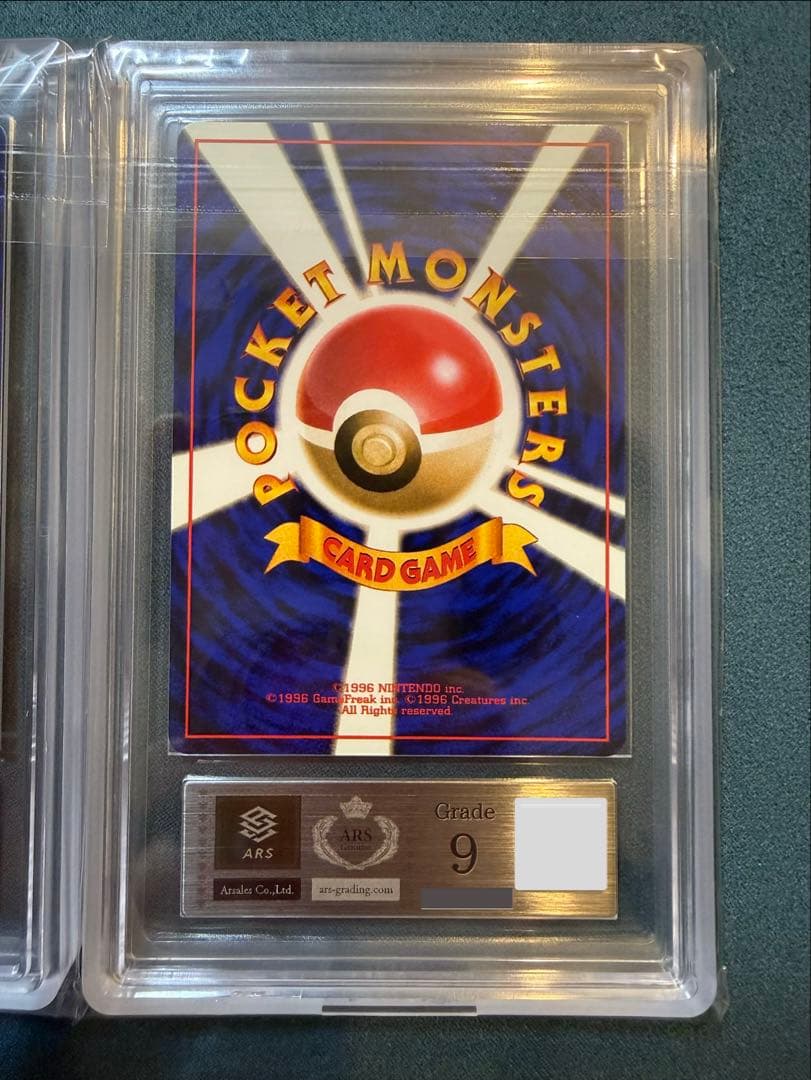 POCKET MONSTERS
CARD GAME
©1996 NINTENDO inc.
©1996 GameFreak inc. ©1996 Creatures inc.
All Rights reserved.
ARS
Arsales Co.,Ltd.
ARS
Genuine
ars-grading.com
Grade
9